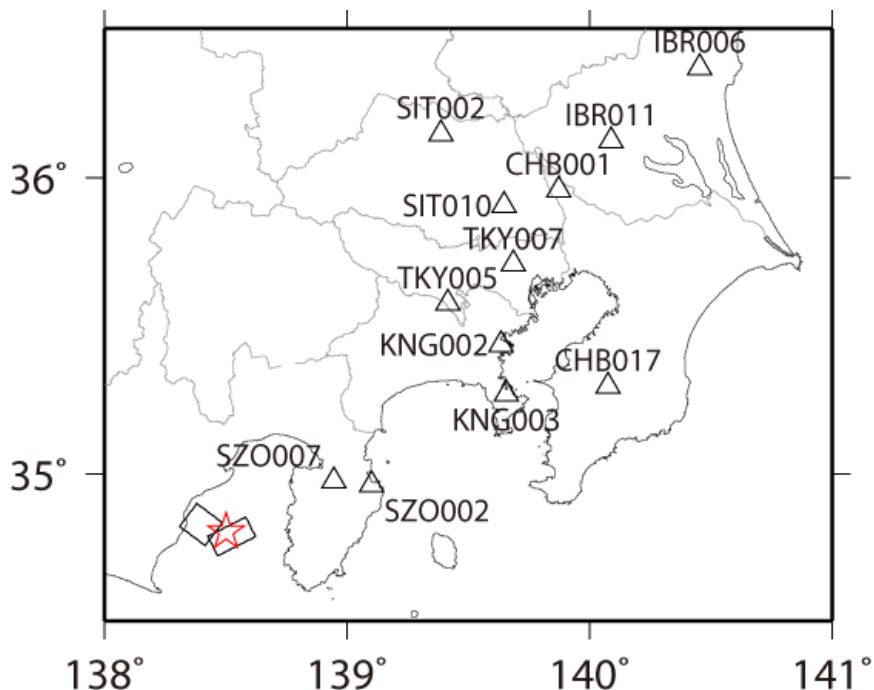 IBR006
SIT002
IBR011
CHB001
36°
SIT010
TKY007
TKY005
KNG002
CHB017
KNG003
SZO007
35°
SZO002
138°
139°
140°
141°